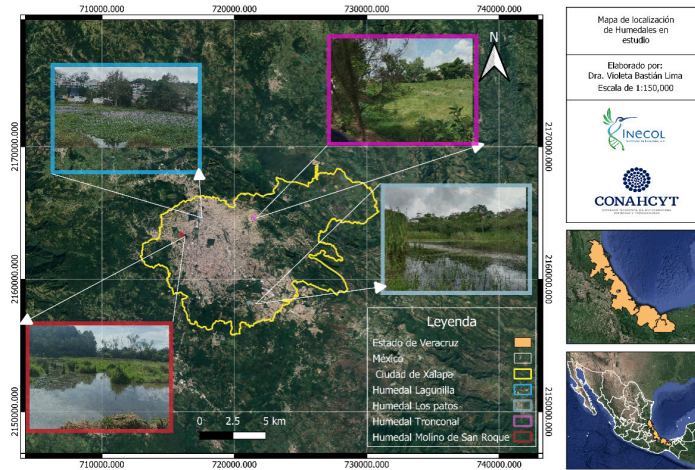 710000.000
720000.000
730000.000
740000.000
Mapa de localización
de Humedales en
estudio
Elaborado por:
Dra. Violeta Bastián Lima
Escala de 1:150,000
N
2170000.000
2170000.000
INECOL
CONAHCYT
2160000.000
2160000.000
Leyenda
Estado de Veracruz
México
Ciudad de Xalapa
Humedal Lagunilla
Humedal Los patos
Humedal Tronconal
Humedal Molino de San Roque
2150000.000
2150000.000
0 2.5 5 km
710000.000
720000.000
730000.000
740000.000